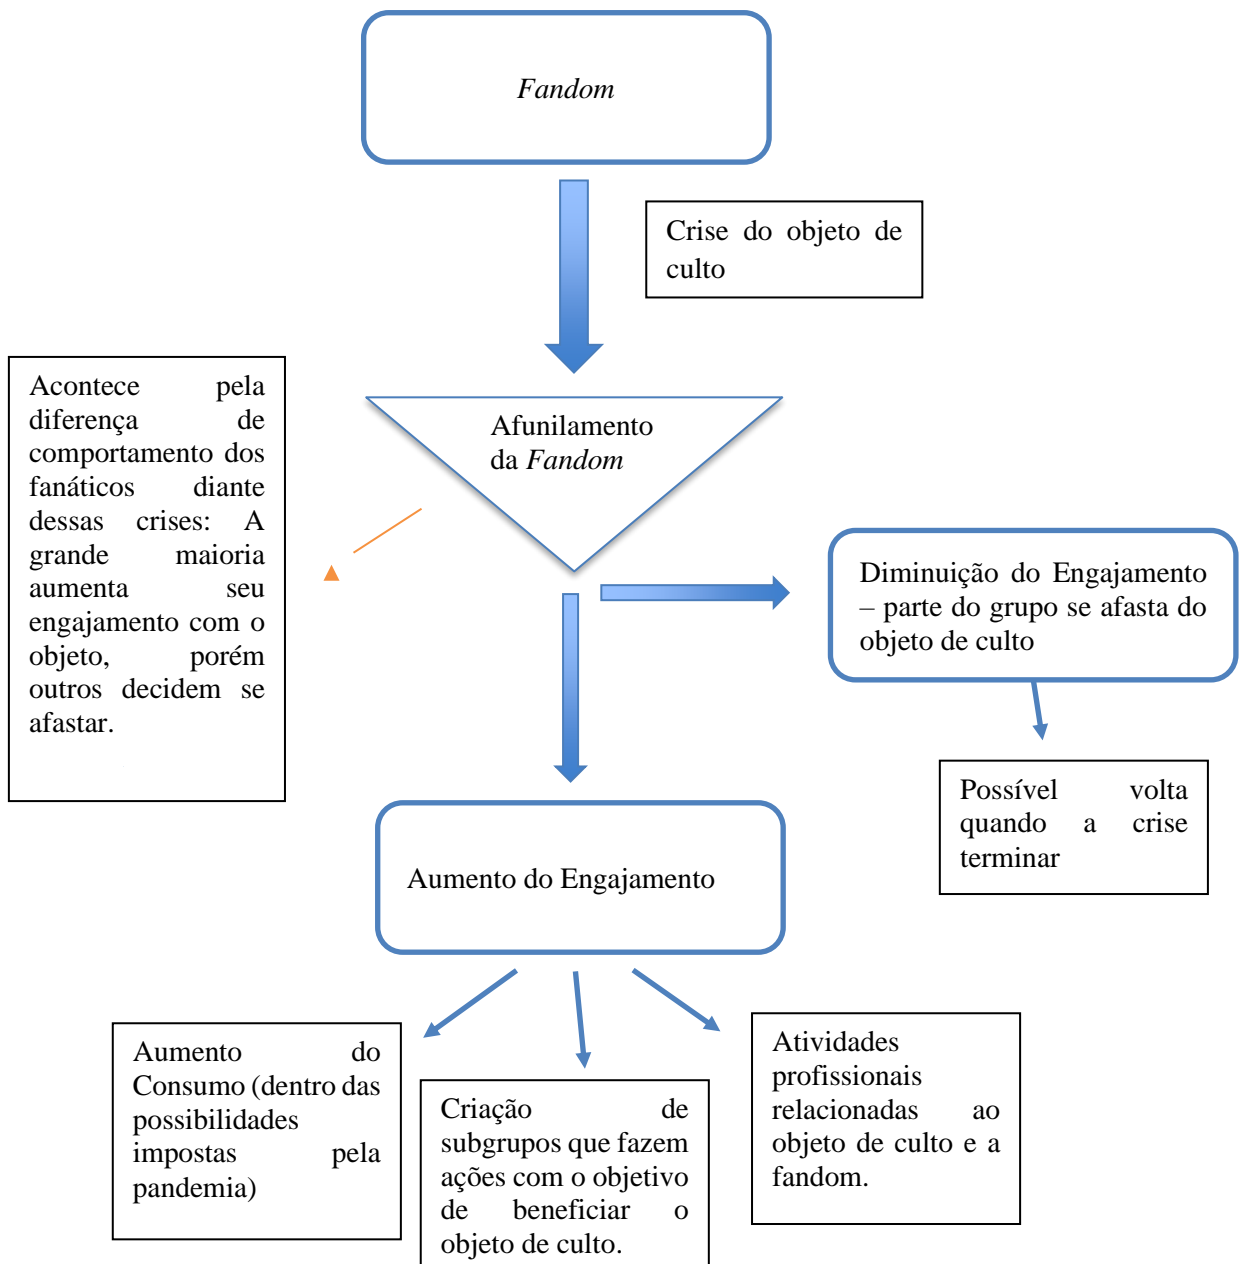 Fandom
Crise do objeto de
culto
Acontece pela
diferença de
comportamento dos
fanáticos diante
dessas crises: A
grande maioria
aumenta seu
engajamento com o
objeto, porém
outros decidem se
afastar.
Afunilamento
da Fandom
Diminuição do Engajamento
– parte do grupo se afasta do
objeto de culto
Possível volta
quando a crise
terminar
Aumento do Engajamento
Aumento do
Consumo (dentro das
possibilidades
impostas pela
pandemia)
Criação de
subgrupos que fazem
ações com o objetivo
de beneficiar o
objeto de culto.
Atividades
profissionais
relacionadas ao
objeto de culto e a
fandom.